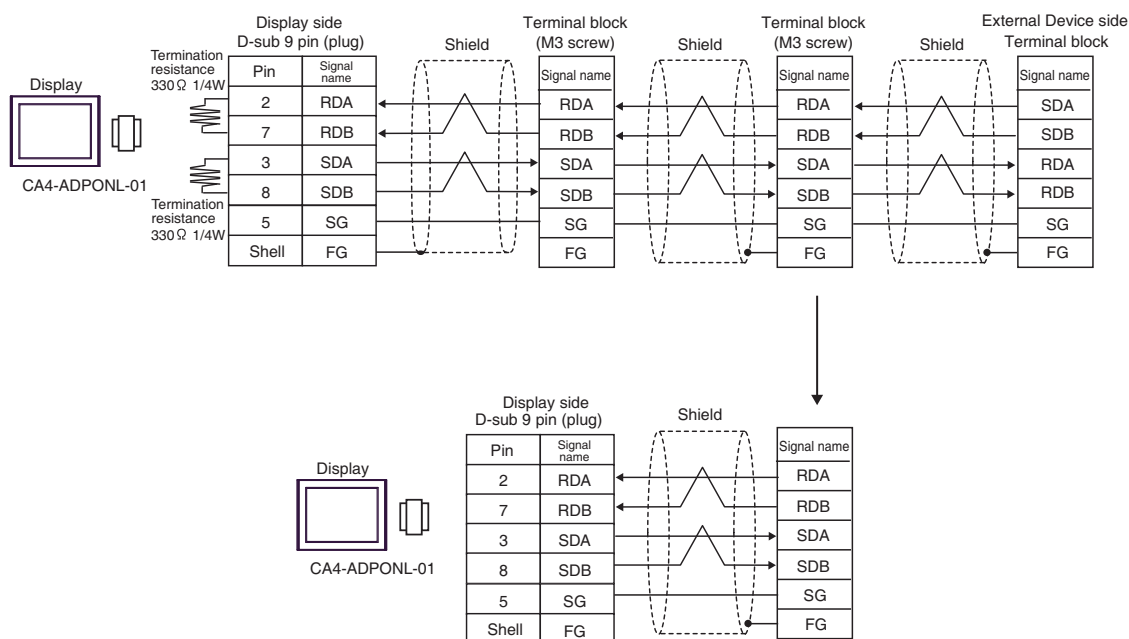 Display side
D-sub 9 pin (plug)
Shield
Terminal block
(M3 screw)
Shield
Terminal block
(M3 screw)
Shield
External Device side
Terminal block
Termination
resistance
330Ω 1/4W
Display
CA4-ADPONL-01
Termination
resistance
330Ω 1/4W
Pin Signal name
2 RDA
7 RDB
3 SDA
8 SDB
5 SG
Shell FG
Signal name
RDA
RDB
SDA
SDB
SG
FG
Signal name
RDA
RDB
SDA
SDB
SG
FG
Signal name
SDA
SDB
RDA
RDB
SG
FG
Display side
D-sub 9 pin (plug)
Shield
Display
CA4-ADPONL-01
Pin Signal name
2 RDA
7 RDB
3 SDA
8 SDB
5 SG
Shell FG
Signal name
RDA
RDB
SDA
SDB
SG
FG